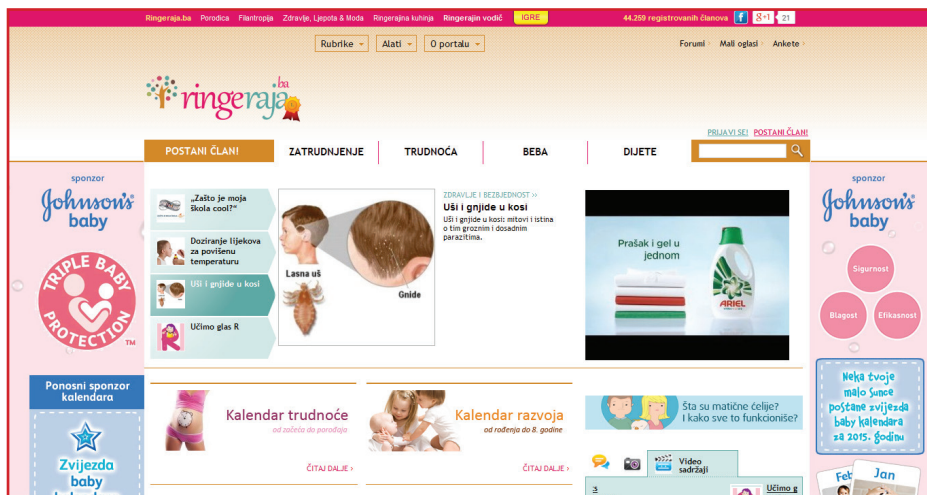 Ringeraja.ba Porodica Filantropija Zdravlje, Ljepota & Moda Ringerajina kuhinja Ringerajin vodič IGRE
44.259 registrovanih članova f g+1 21
Rubrike Alati O portalu
Forumi Mali oglasi Ankete
ringeraja.ba
PRIJAVI SE! POSTANI ČLAN!
POSTANI ČLAN! ZATRUDNJENJE TRUDNOĆA BEBA DIJETE
sponzor
Johnson's
baby
TRIPLE BABY PROTECTION TM
Ponosni sponzor
kalendara
Zvijezda
baby
„Zašto je moja
škola cool?"
Doziranje lijekova
za povišenu
temperaturu
Uši i gnjide u kosi
Učimo glas R
Lasna uš
Gnide
ZDRAVLJE I BEZBJEDNOST >>
Uši i gnjide u kosi
Uši i gnjide u kosi: mitovi i istina
o tim groznim i dosadnim
parazitima.
Prašak i gel u
jednom
ARIEL
Kalendar trudnoće
od začeća do porođaja
ČITAJ DALJE ›
Kalendar razvoja
od rođenja do 8. godine
ČITAJ DALJE ›
Šta su matične ćelije?
I kako sve to funkcioniše?
Video
sadržaji
3
Učimo g
sponzor
Johnson's
baby
Sigurnost
Blagost
Efikasnost
Neka tvoje
malo sunce
postane zvijezda
baby kalendara
za 2015. godinu
Feb Jan